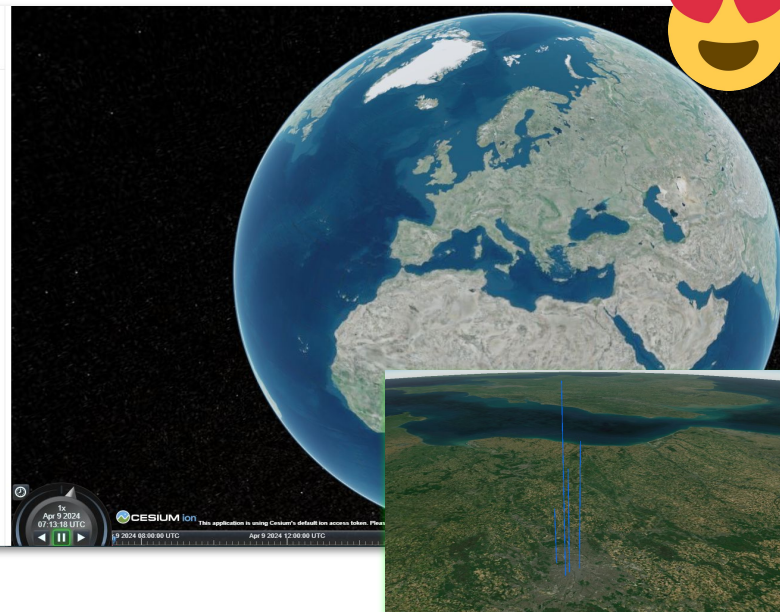 1x
Apr 9 2024
07:13:18 UTC
CESIUM ion
This application is using Cesium's default ion access token. Pleas
9 2024 08:00:00 UTC
Apr 9 2024 12:00:00 UTC